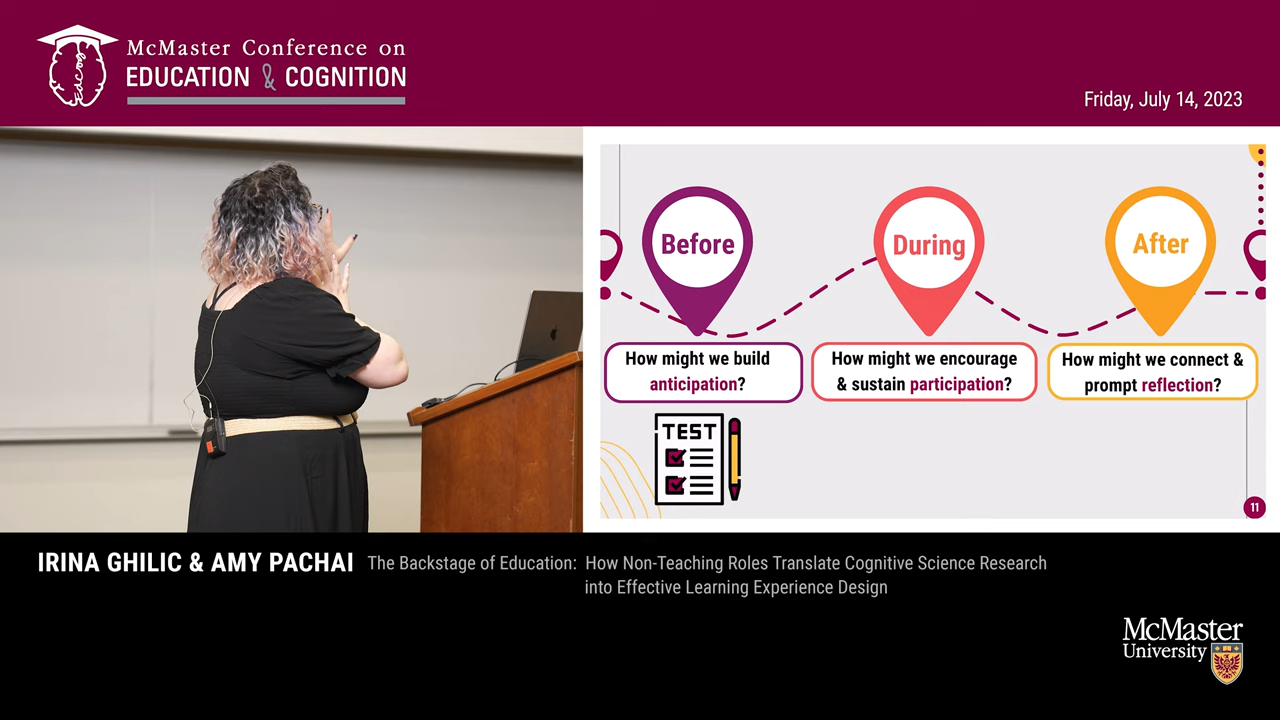 McMaster Conference on
EDUCATION & COGNITION
Friday, July 14, 2023
Before
During
After
How might we build
anticipation?
How might we encourage
& sustain participation?
How might we connect &
prompt reflection?
TEST
11
IRINA GHILIC & AMY PACHAI
The Backstage of Education: How Non-Teaching Roles Translate Cognitive Science Research
into Effective Learning Experience Design
McMaster
University